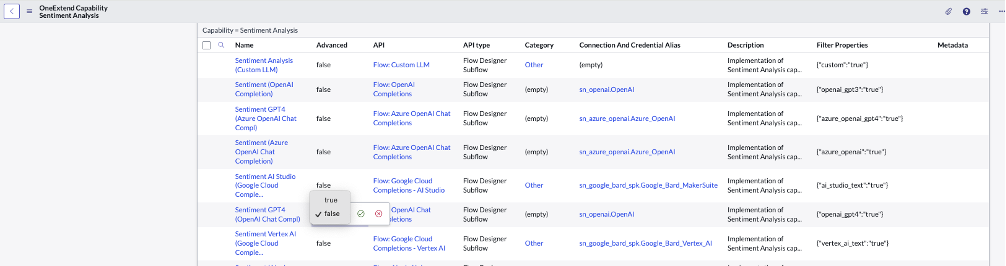 OneExtend Capability
Sentiment Analysis
Capability = Sentiment Analysis
Name Advanced API API type Category Connection And Credential Alias Description Filter Properties Metadata
Sentiment Analysis (Custom LLM) false Flow: Custom LLM Flow Designer Subflow Other (empty) Implementation of Sentiment Analysis cap... {"custom":"true"}
Sentiment (OpenAI Completion) false Flow: OpenAI Completions Flow Designer Subflow (empty) sn_openai.OpenAI Implementation of Sentiment Analysis cap... {"openai_gpt3":"true"}
Sentiment GPT4 (Azure OpenAI Chat Compl) false Flow: Azure OpenAI Chat Completions Flow Designer Subflow (empty) sn_azure_openai.Azure_OpenAI Implementation of Sentiment Analysis cap... {"azure_openai_gpt4":"true"}
Sentiment (Azure OpenAI Chat Completion) false Flow: Azure OpenAI Chat Completions Flow Designer Subflow (empty) sn_azure_openai.Azure_OpenAI Implementation of Sentiment Analysis cap... {"azure_openai":"true"}
Sentiment AI Studio (Google Cloud Comple... false Flow: Google Cloud Completions - AI Studio Flow Designer Subflow Other sn_google_bard_spk.Google_Bard_MakerSuite Implementation of Sentiment Analysis cap... {"ai_studio_text":"true"}
true
false
Sentiment GPT4 (OpenAI Chat Compl) OpenAI Chat Flow Designer Subflow (empty) sn_openai.OpenAI Implementation of Sentiment Analysis cap... {"openai_gpt4":"true"}
Sentiment Vertex AI (Google Cloud Comple... false Flow: Google Cloud Completions - Vertex AI Flow Designer Subflow Other sn_google_bard_spk.Google_Bard_Vertex_AI Implementation of Sentiment Analysis cap... {"vertex_ai_text":"true"}